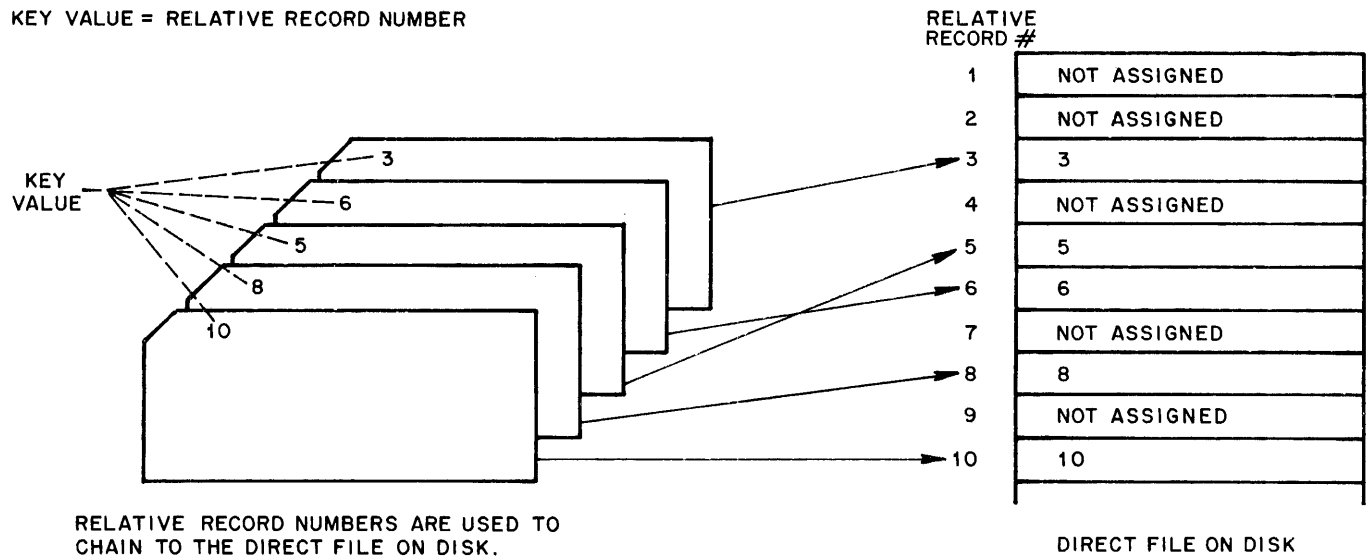 KEY VALUE = RELATIVE RECORD NUMBER
KEY
VALUE
3
6
5
8
10
RELATIVE RECORD NUMBERS ARE USED TO
CHAIN TO THE DIRECT FILE ON DISK.
RELATIVE
RECORD #
1 NOT ASSIGNED
2 NOT ASSIGNED
3 3
4 NOT ASSIGNED
5 5
6 6
7 NOT ASSIGNED
8 8
9 NOT ASSIGNED
10 10
DIRECT FILE ON DISK